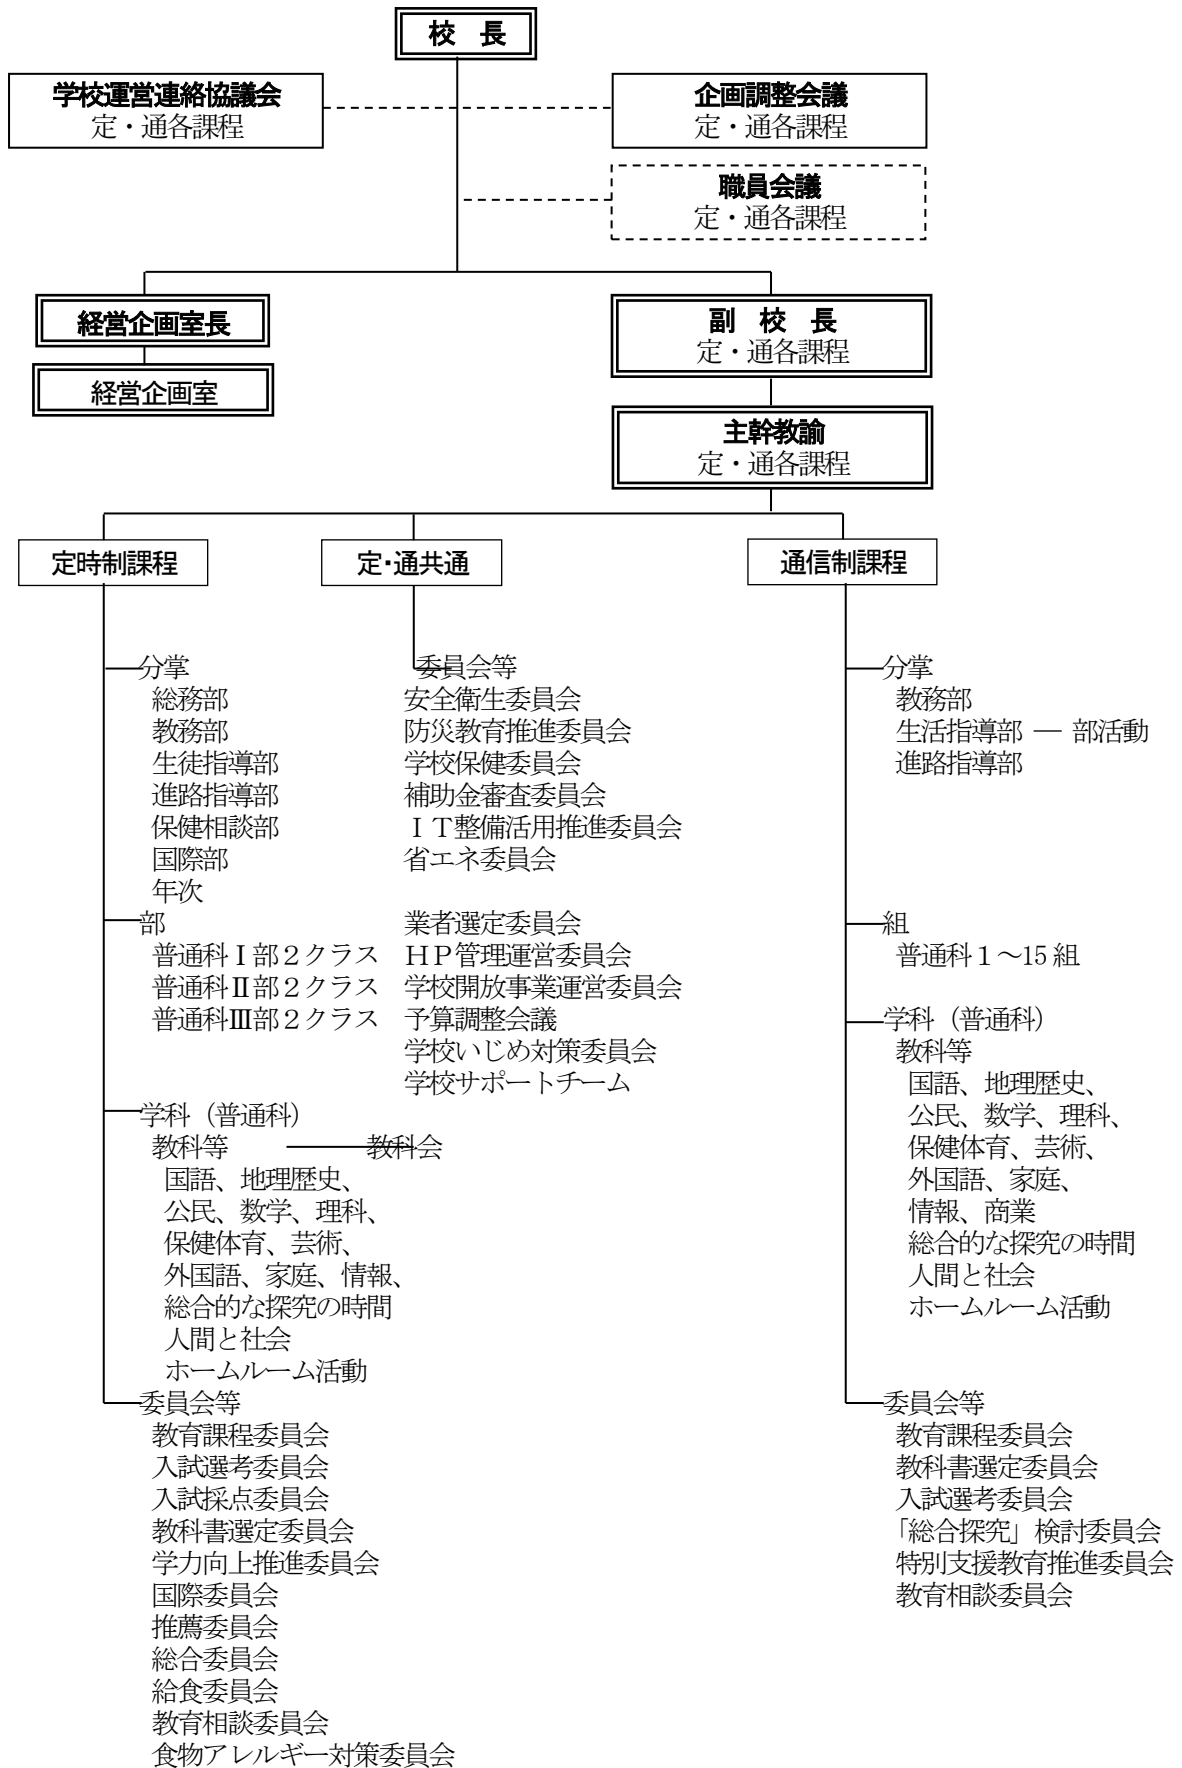 校　長
学校運営連絡協議会
定・通各課程
企画調整会議
定・通各課程
職員会議
定・通各課程
経営企画室長
経営企画室
副　校　長
定・通各課程
主幹教諭
定・通各課程
定時制課程
分掌
総務部
教務部
生徒指導部
進路指導部
保健相談部
国際部
年次
部
普通科Ⅰ部２クラス
普通科Ⅱ部２クラス
普通科Ⅲ部２クラス
学科（普通科）
教科等
教科会
国語、地理歴史、
公民、数学、理科、
保健体育、芸術、
外国語、家庭、情報、
総合的な探究の時間
人間と社会
ホームルーム活動
委員会等
教育課程委員会
入試選考委員会
入試採点委員会
教科書選定委員会
学力向上推進委員会
国際委員会
推薦委員会
総合委員会
給食委員会
教育相談委員会
食物アレルギー対策委員会
定・通共通
委員会等
安全衛生委員会
防災教育推進委員会
学校保健委員会
補助金審査委員会
ＩＴ整備活用推進委員会
省エネ委員会
業者選定委員会
ＨＰ管理運営委員会
学校開放事業運営委員会
予算調整会議
学校いじめ対策委員会
学校サポートチーム
通信制課程
分掌
教務部
生活指導部 ― 部活動
進路指導部
組
普通科１～15 組
学科（普通科）
教科等
国語、地理歴史、
公民、数学、理科、
保健体育、芸術、
外国語、家庭、
情報、商業
総合的な探究の時間
人間と社会
ホームルーム活動
委員会等
教育課程委員会
教科書選定委員会
入試選考委員会
「総合探究」検討委員会
特別支援教育推進委員会
教育相談委員会